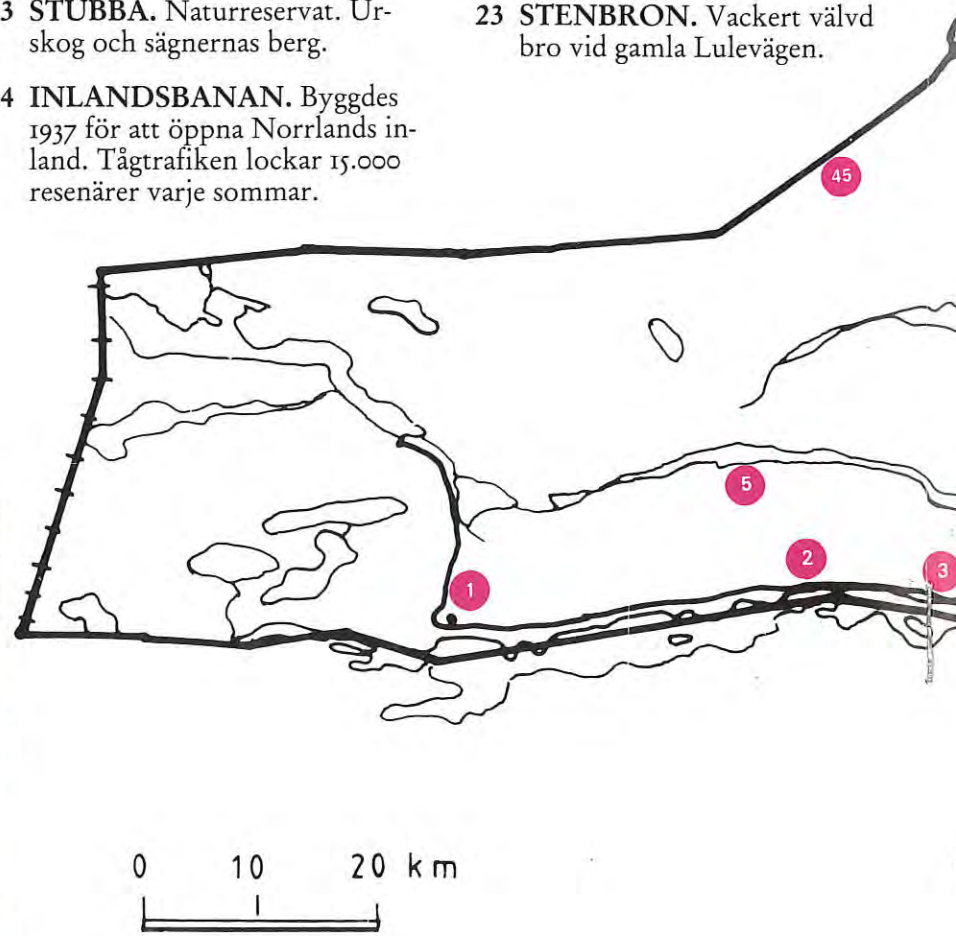 3 STUBBA. Naturreservat. Ur-
skog och sägnernas berg.
4 INLANDSBANAN. Byggdes
1937 för att öppna Norrlands in-
land. Tågtrafiken lockar 15.000
resenärer varje sommar.
23 STENBRON. Vackert välvd
bro vid gamla Lulevägen.
45
5
2
3
1
0 10 20 km